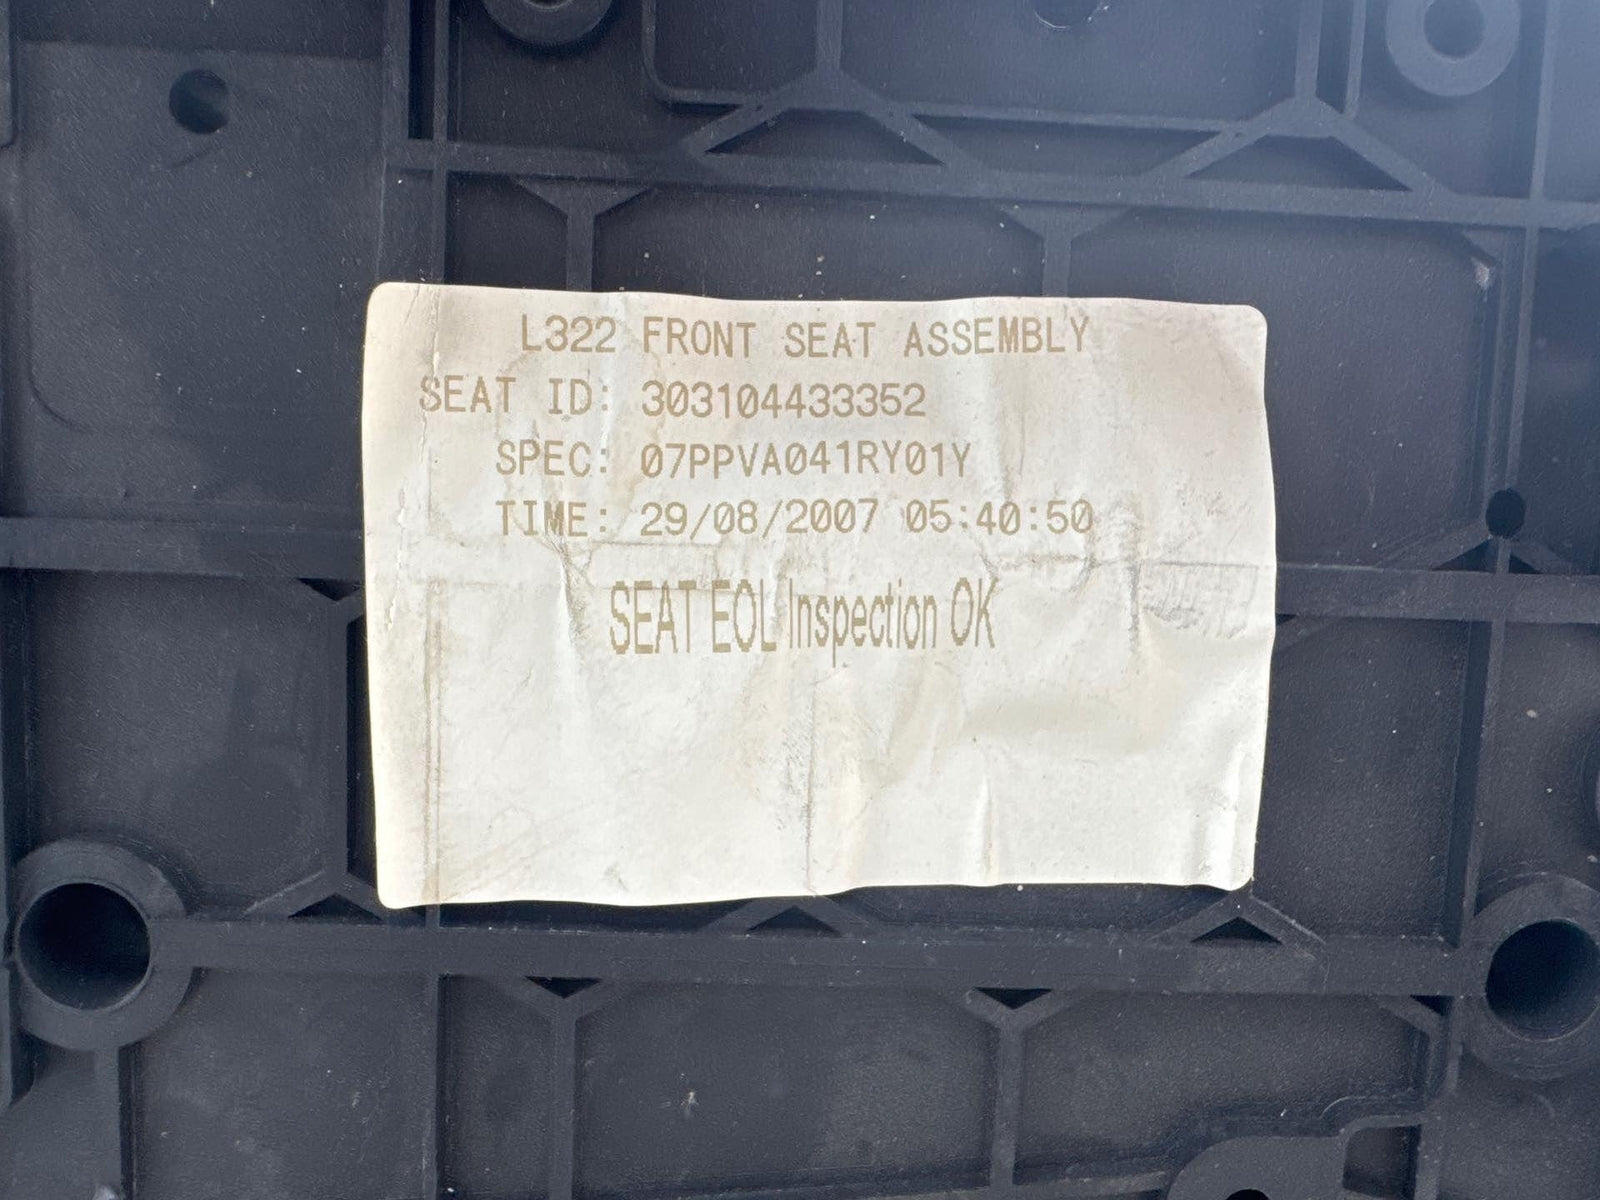 L322 FRONT SEAT ASSEMBLY
SEAT ID: 303104433352
SPEC: 07PPVA041RY01Y
TIME: 29/08/2007 05:40:50
SEAT EOL Inspection OK